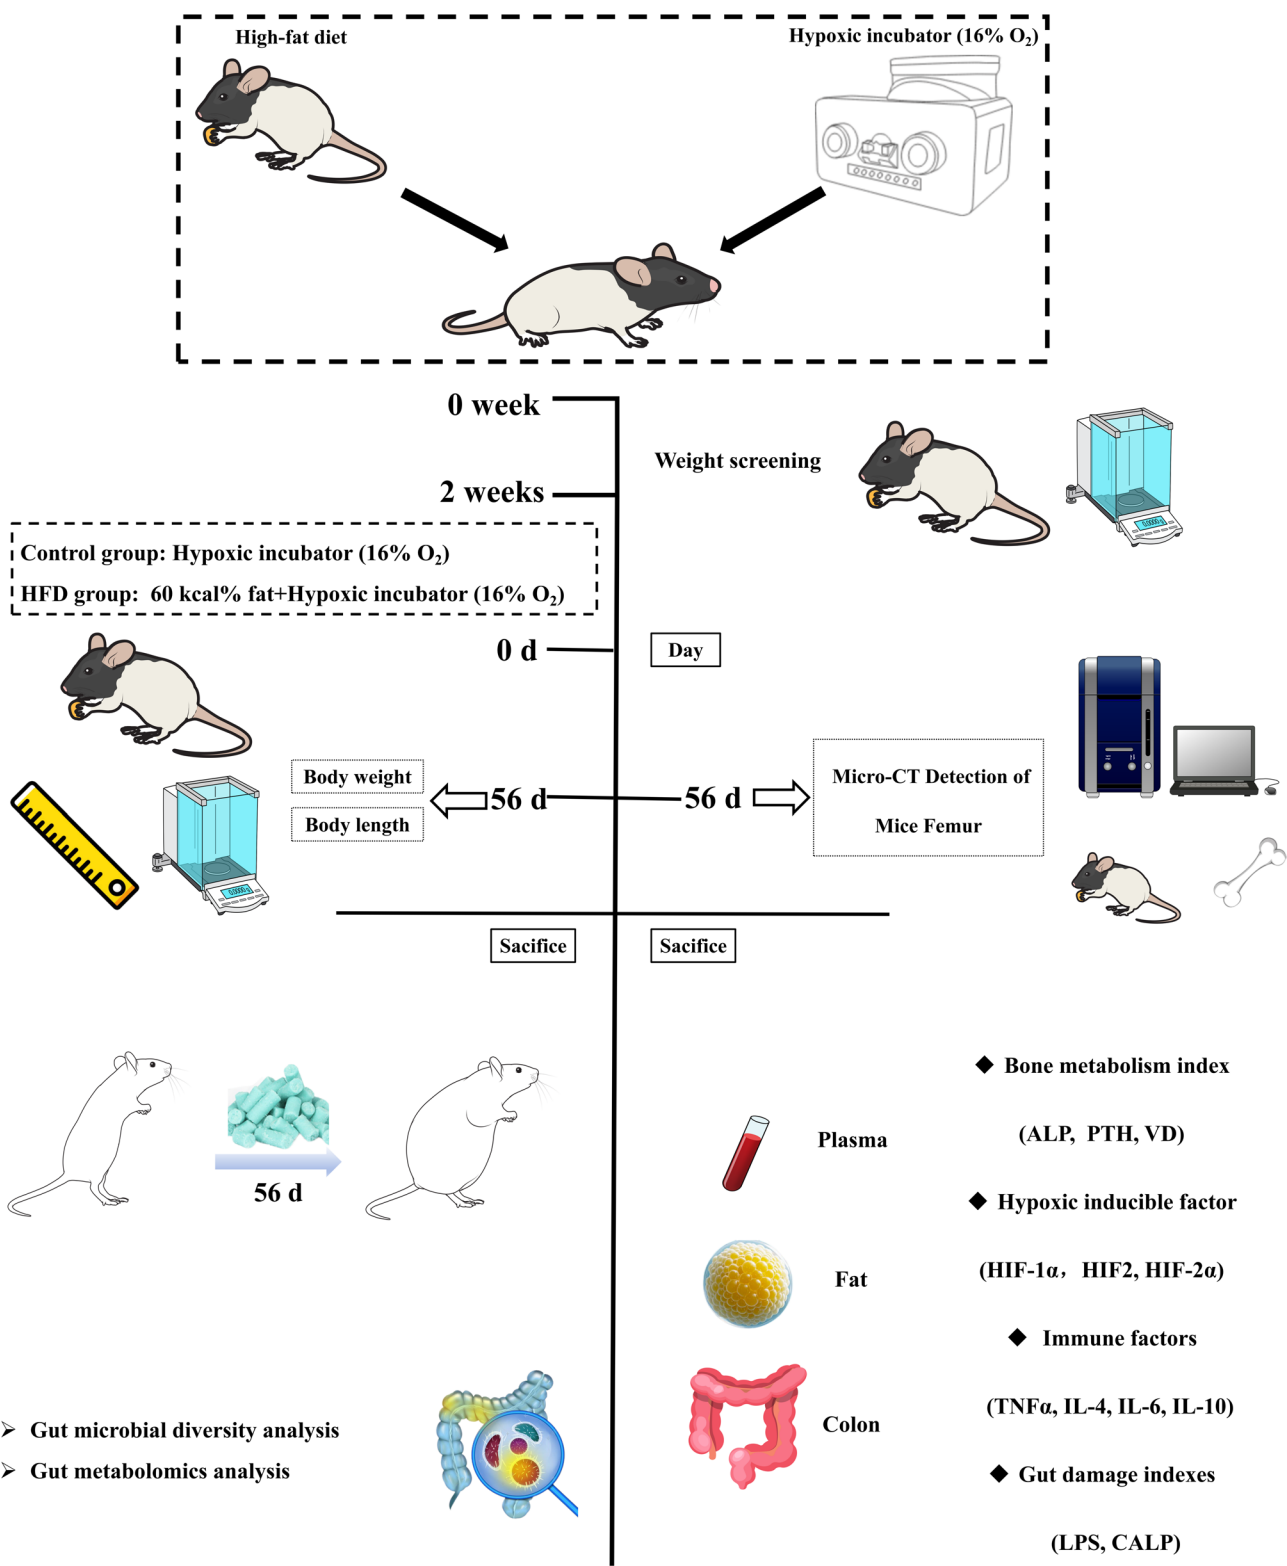 High-fat diet
Hypoxic incubator (16% O₂)
0 week
Weight screening
2 weeks
Control group: Hypoxic incubator (16% O₂)
HFD group: 60 kcal% fat+Hypoxic incubator (16% O₂)
0 d
Day
Body weight
Body length
56 d
56 d
Micro-CT Detection of
Mice Femur
Sacifice
Sacifice
56 d
Plasma
Fat
Colon
◆ Bone metabolism index
(ALP, PTH, VD)
◆ Hypoxic inducible factor
(HIF-1α，HIF2, HIF-2α)
◆ Immune factors
(TNFα, IL-4, IL-6, IL-10)
◆ Gut damage indexes
(LPS, CALP)
➢ Gut microbial diversity analysis
➢ Gut metabolomics analysis